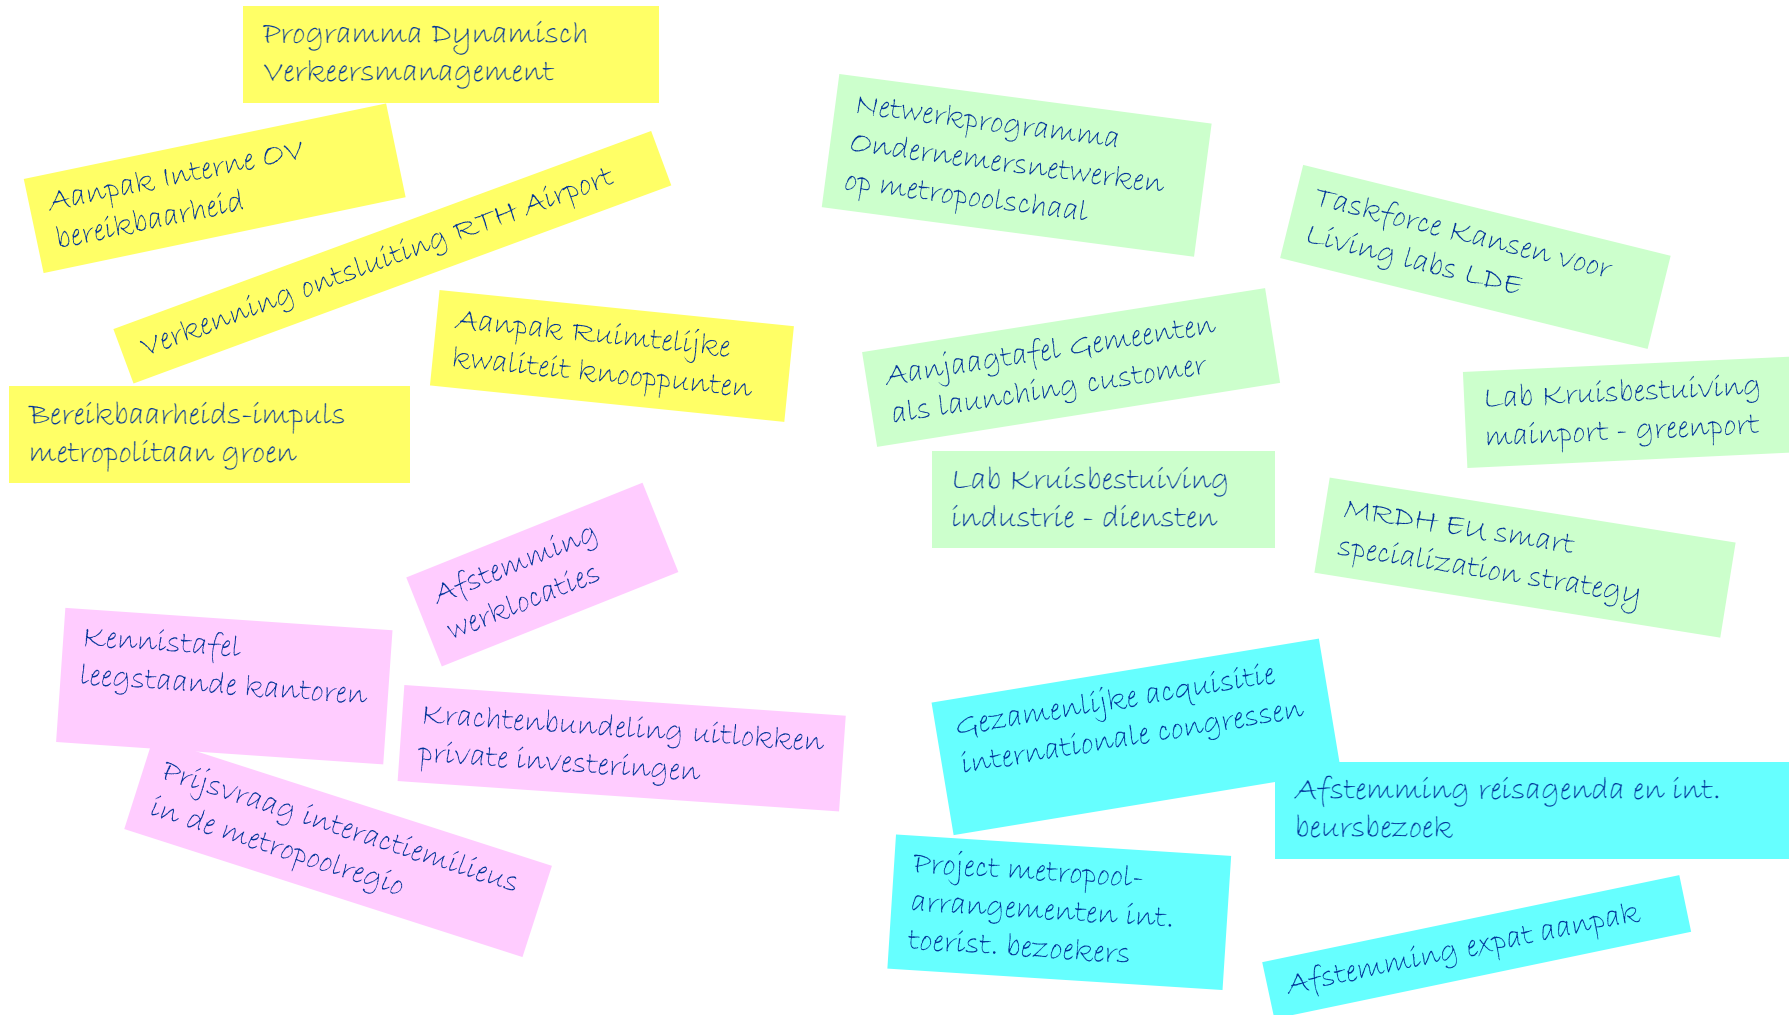 Programma Dynamisch
Verkeersmanagement
Aanpak Interne OV
bereikbaarheid
Verkenning ontsluiting RTH Airport
Aanpak Ruimtelijke
kwaliteit knooppunten
Bereikbaarheids-impuls
metropolitaan groen
Netwerkprogramma
Ondernemersnetwerken
op metropoolschaal
Taskforce Kansen voor
Living labs LDE
Aanjaagtafel Gemeenten
als launching customer
Lab Kruisbestuiving
mainport - greenport
Lab Kruisbestuiving
industrie - diensten
MRDH EU smart
specialization strategy
Afstemming
werklocaties
Kennistafel
leegstaande kantoren
Krachtenbundeling uitlokken
private investeringen
Prijsvraag interactiemilieus
in de metropoolregio
Gezamenlijke acquisitie
internationale congressen
Afstemming reisagenda en int.
beursbezoek
Project metropool-
arrangementen int.
toerist. bezoekers
Afstemming expat aanpak